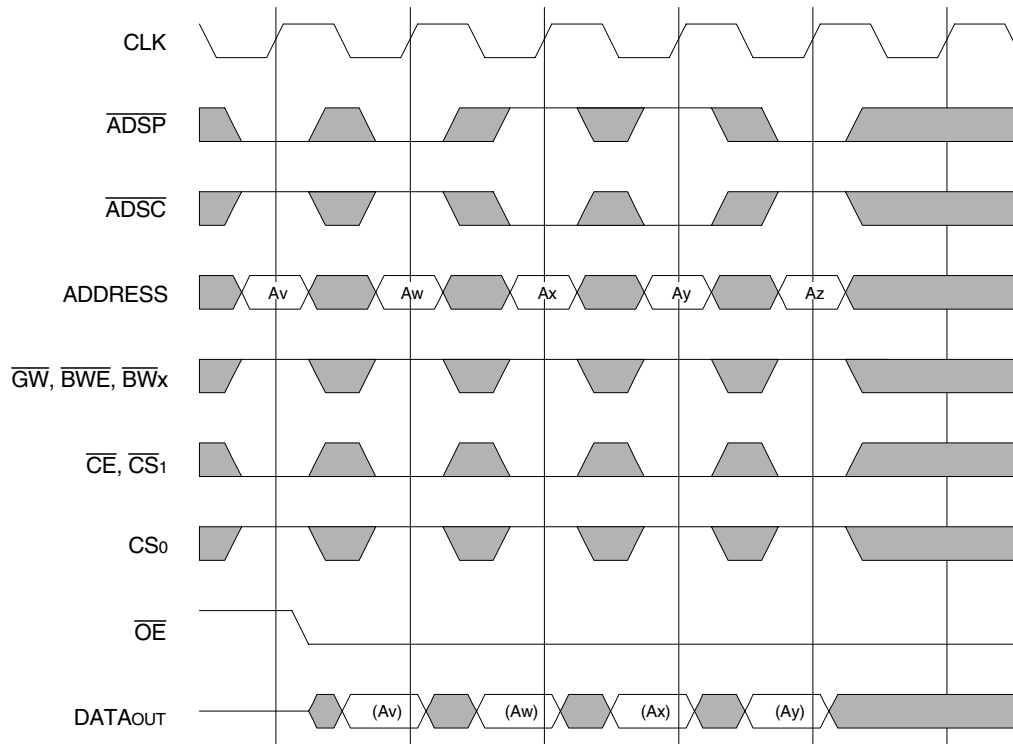 CLK
ADSP
ADSC
ADDRESS
Av Aw Ax Ay Az
GW, BWE, BWx
CE, CS1
CS0
OE
DATAOUT
(Av) (Aw) (Ax) (Ay)